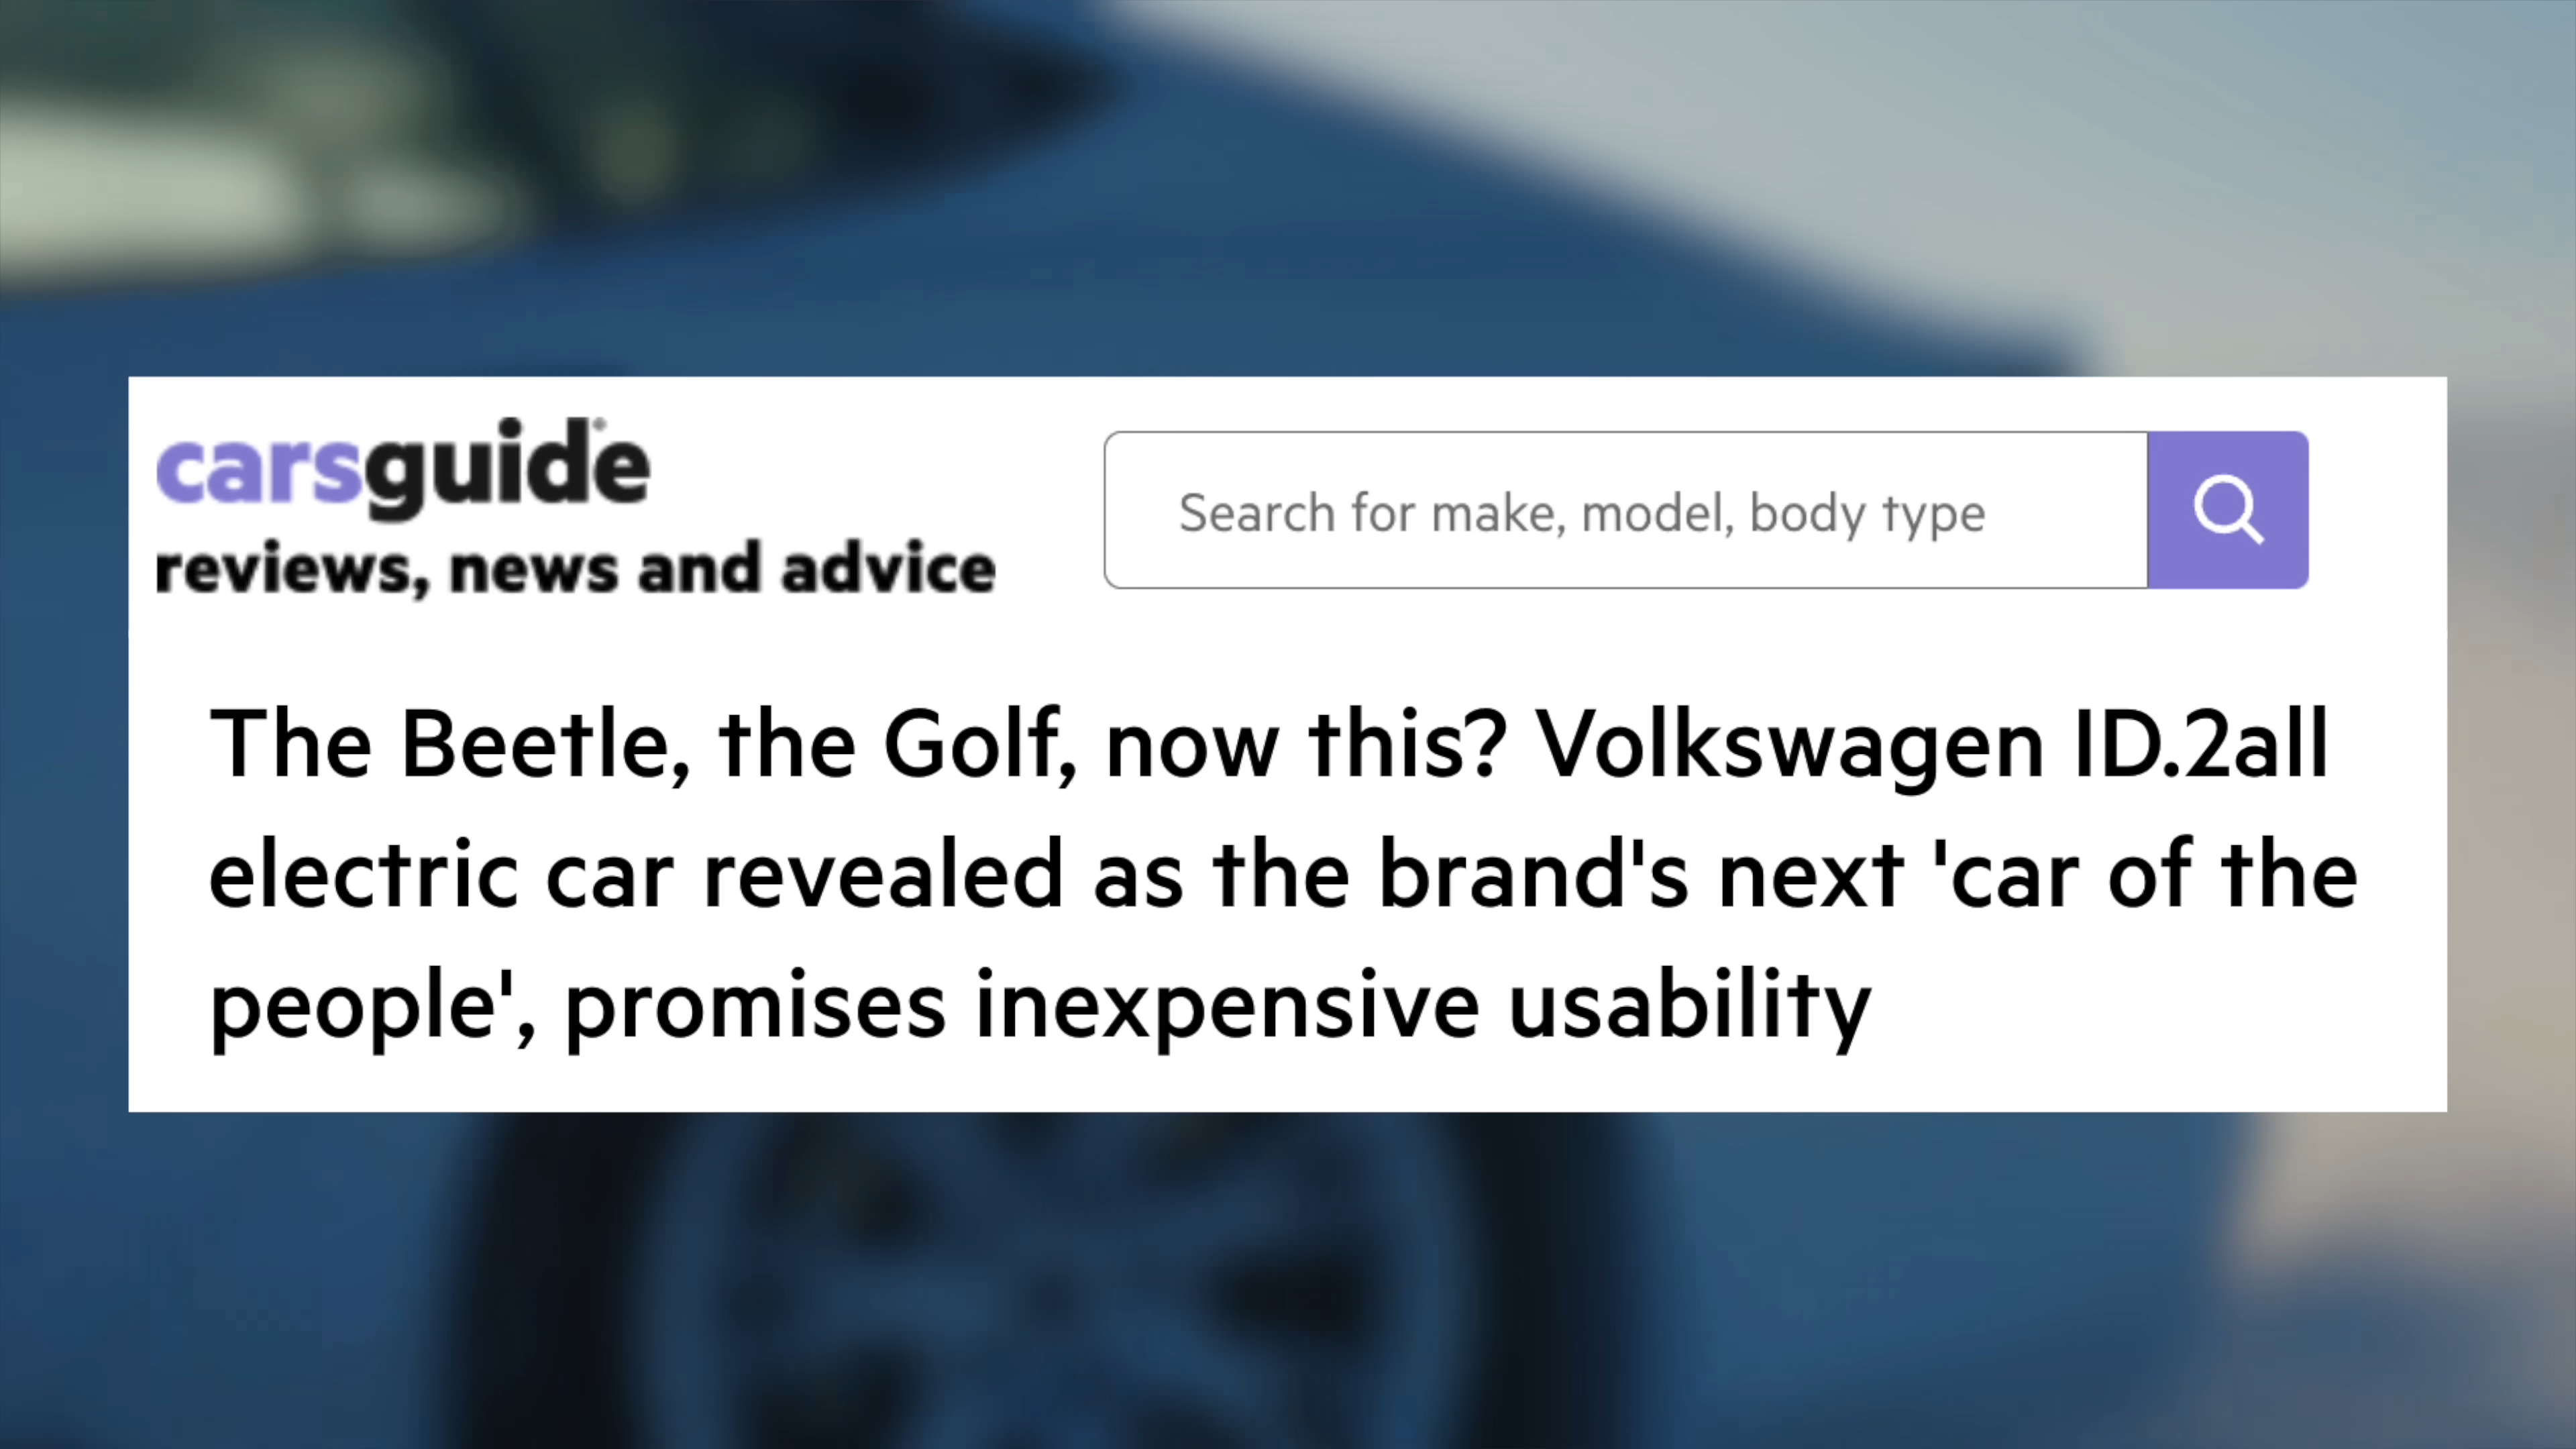 carsguide
reviews, news and advice
Search for make, model, body type
The Beetle, the Golf, now this? Volkswagen ID.2all
electric car revealed as the brand's next 'car of the
people', promises inexpensive usability